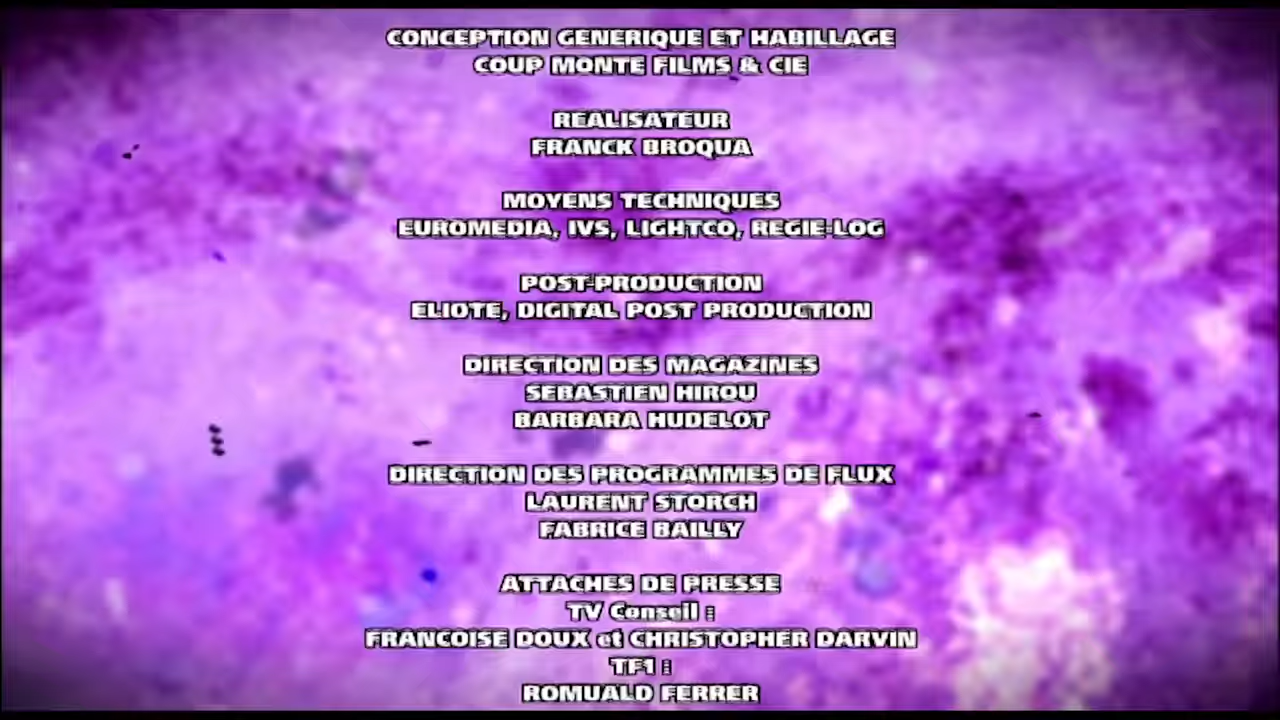 CONCEPTION GENERIQUE ET HABILLAGE
COUP MONTE FILMS & CIE
REALISATEUR
FRANCK BROQUA
MOYENS TECHNIQUES
EUROMEDIA, IVS, LIGHTCO, REGIE-LOG
POST-PRODUCTION
ELIOTE, DIGITAL POST PRODUCTION
DIRECTION DES MAGAZINES
SEBASTIEN HIROU
BARBARA HUDELOT
DIRECTION DES PROGRAMMES DE FLUX
LAURENT STORCH
FABRICE BAILLY
ATTACHES DE PRESSE
TV Conseil :
FRANCOISE DOUX et CHRISTOPHER DARVIN
TF1 :
ROMUALD FERRER